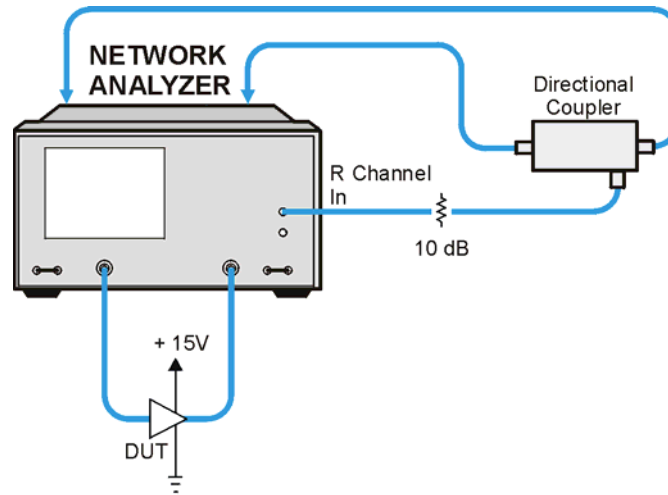 NETWORK
ANALYZER
Directional
Coupler
R Channel
In
10 dB
+ 15V
DUT